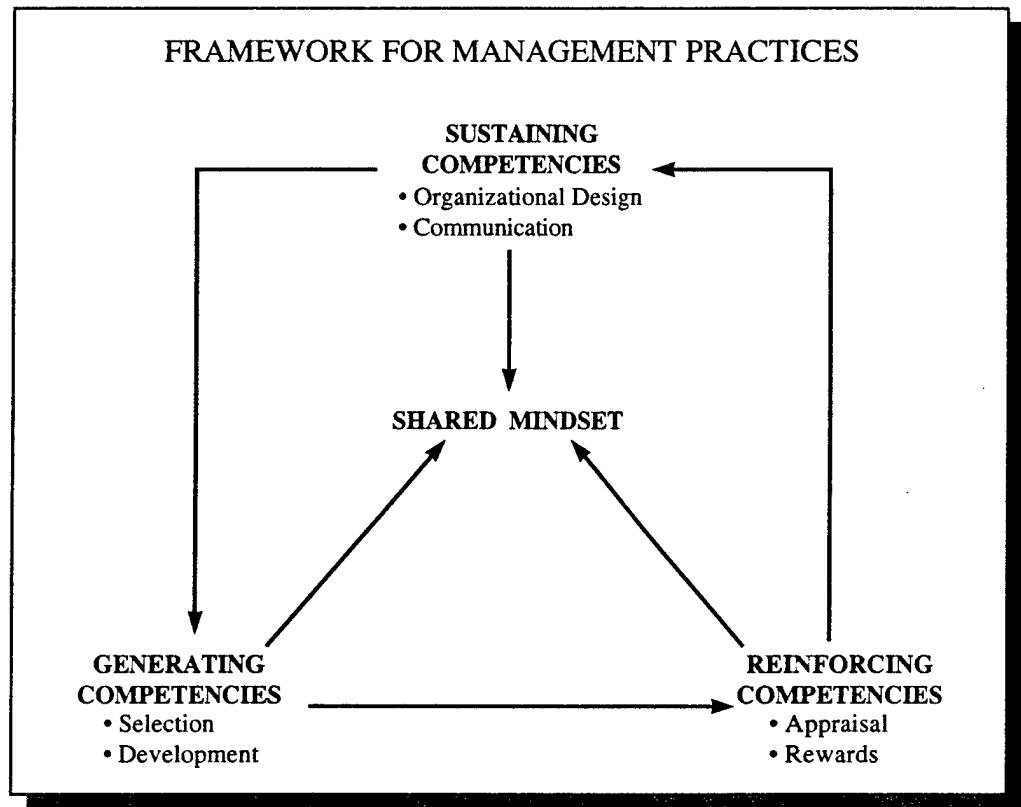 FRAMEWORK FOR MANAGEMENT PRACTICES
SUSTAINING
COMPETENCIES
• Organizational Design
• Communication
SHARED MINDSET
GENERATING
COMPETENCIES
• Selection
• Development
REINFORCING
COMPETENCIES
• Appraisal
• Rewards